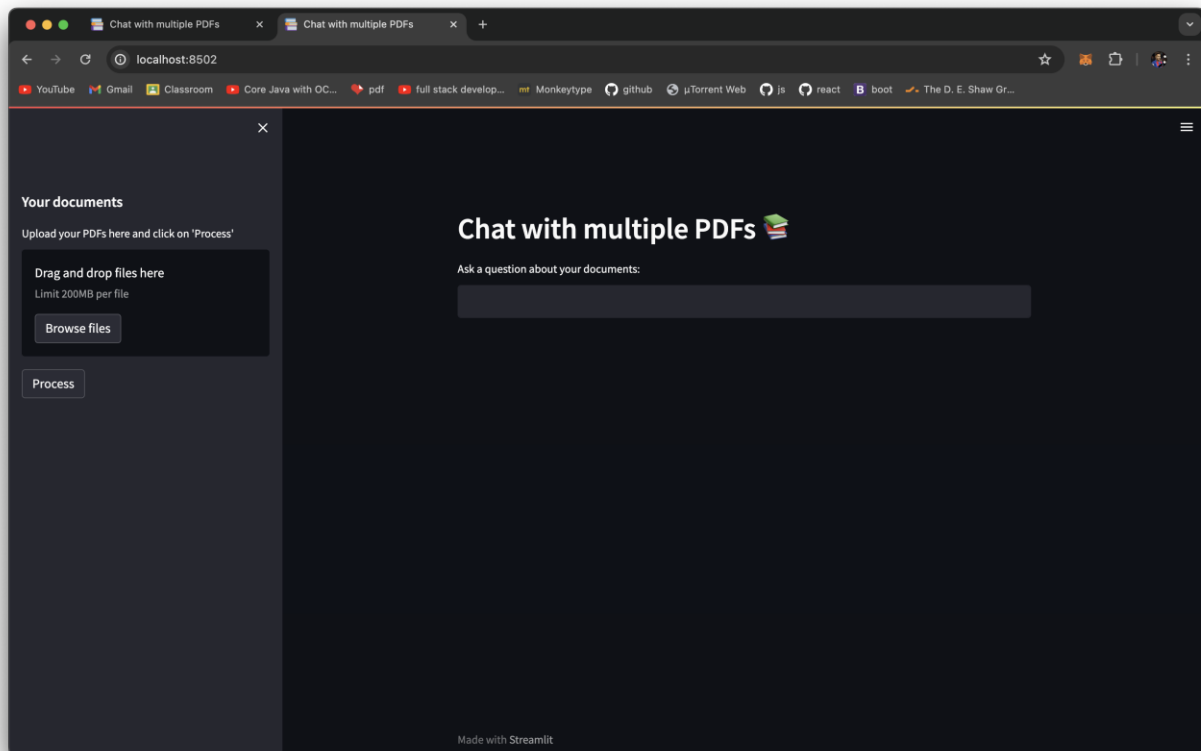 Chat with multiple PDFs
Chat with multiple PDFs
localhost:8502
YouTube Gmail Classroom Core Java with OC... pdf full stack develop... mt Monkeytype github µTorrent Web js react B boot The D. E. Shaw Gr...
Your documents
Upload your PDFs here and click on 'Process'
Drag and drop files here
Limit 200MB per file
Browse files
Process
Chat with multiple PDFs
Ask a question about your documents:
Made with Streamlit